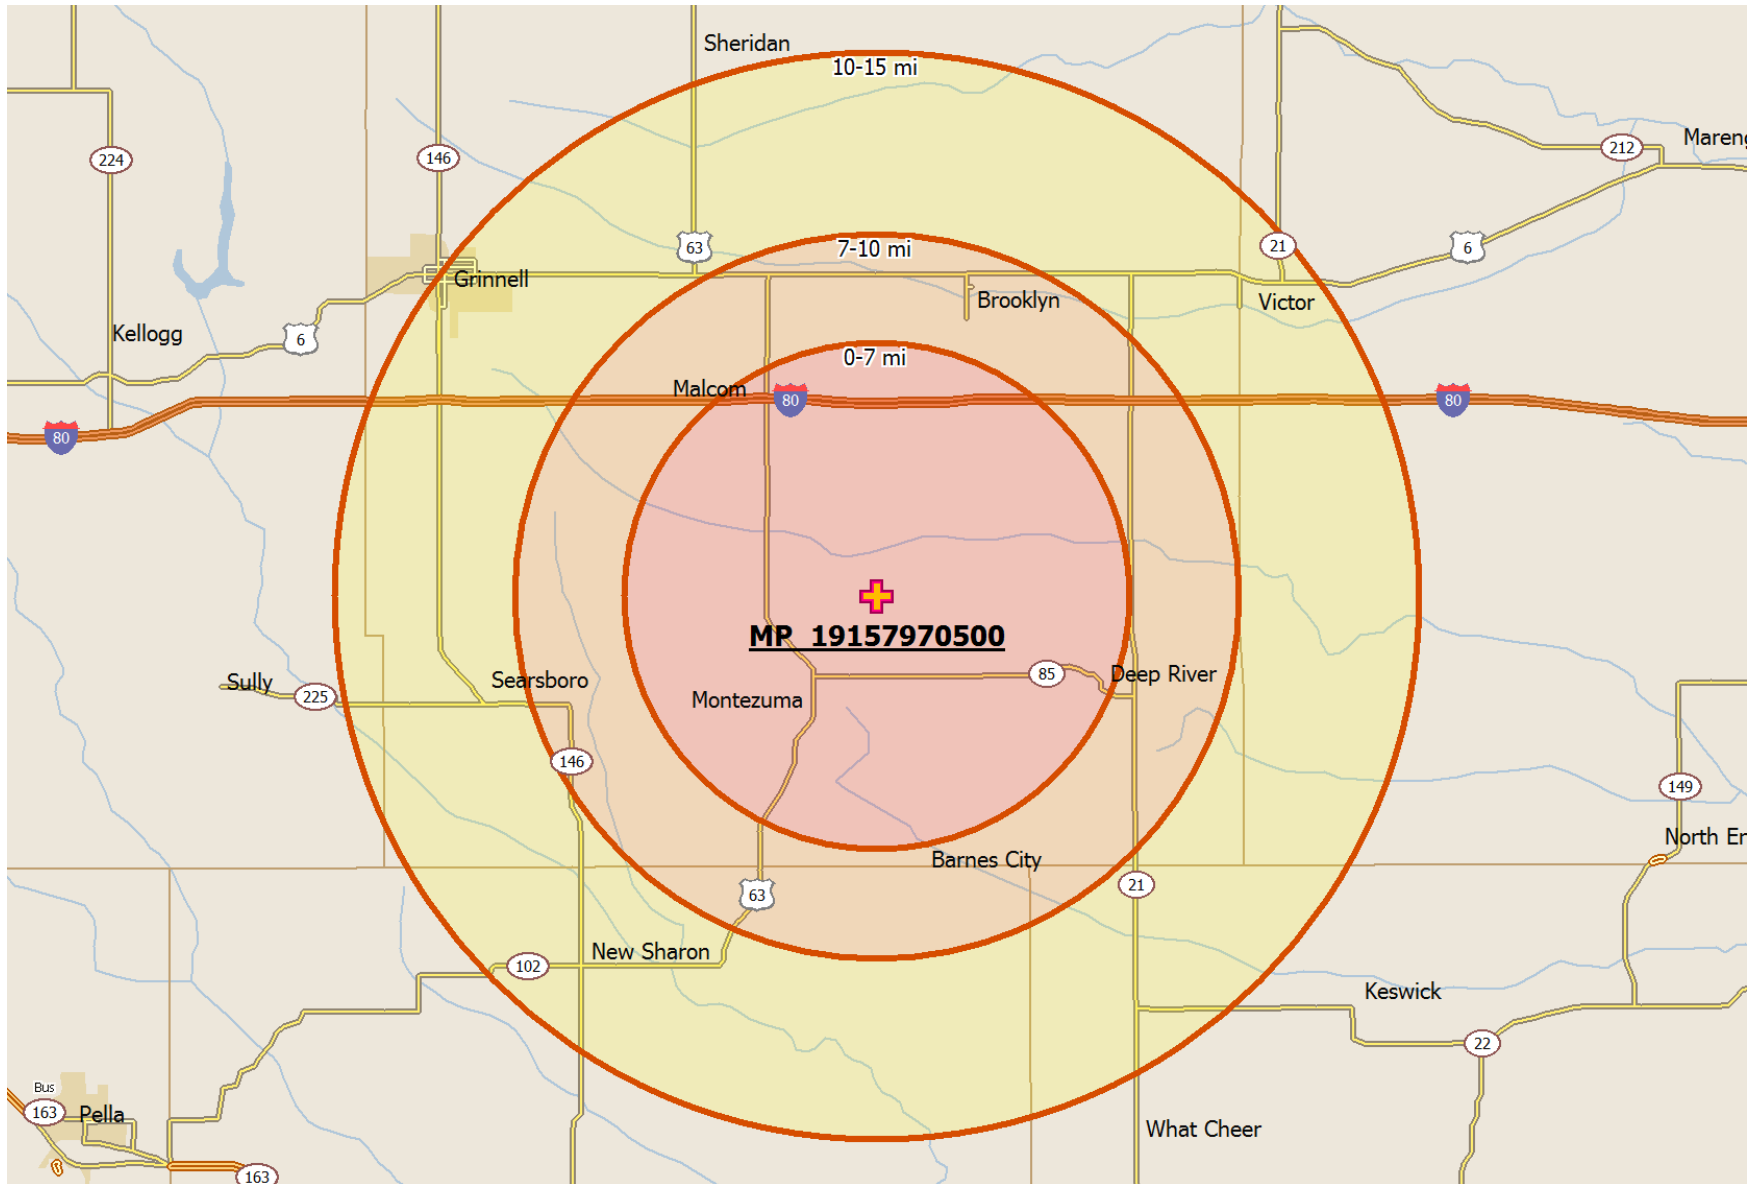 Sheridan
10-15 mi
Mareng
212
224
146
63
7-10 mi
21
6
Grinnell
Brooklyn
Victor
Kellogg
6
0-7 mi
Malcom
80
80
80
MP 19157970500
Sully
225
Searsboro
85
Deep River
Montezuma
146
149
North En
Barnes City
21
63
New Sharon
102
Keswick
22
Bus
163
Pella
What Cheer
163